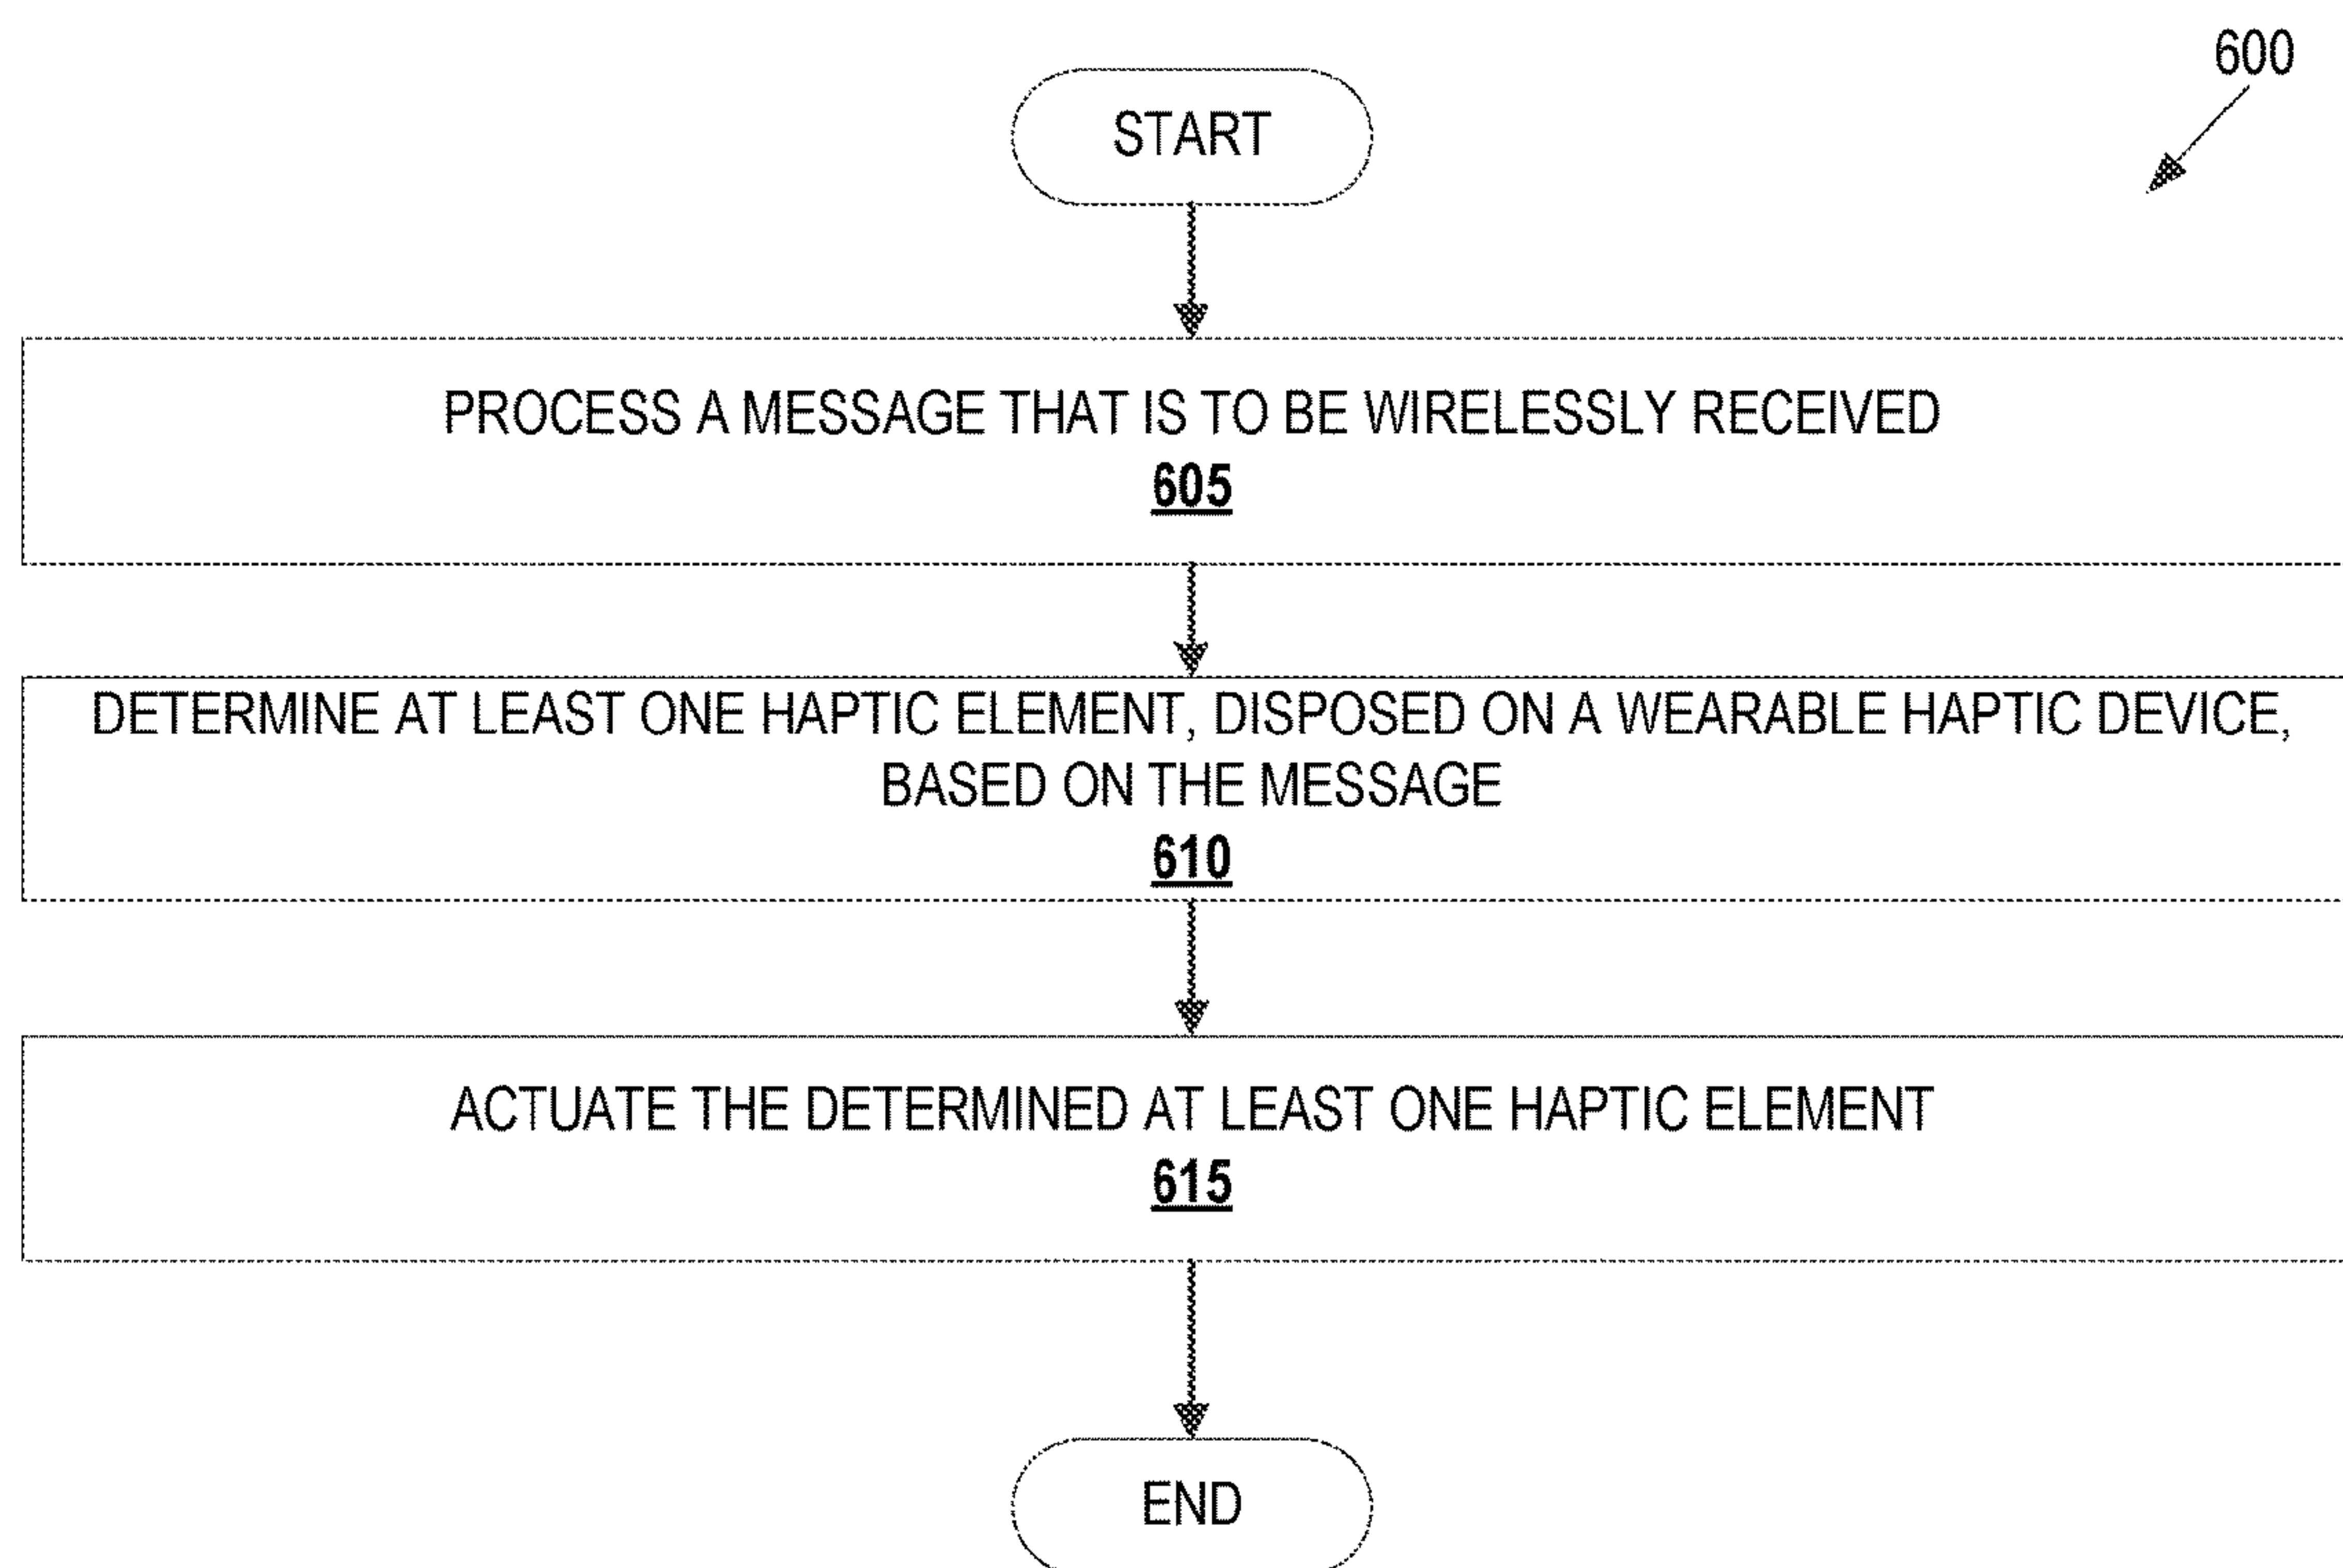 600
START
PROCESS A MESSAGE THAT IS TO BE WIRELESSLY RECEIVED
605
DETERMINE AT LEAST ONE HAPTIC ELEMENT, DISPOSED ON A WEARABLE HAPTIC DEVICE,
BASED ON THE MESSAGE
610
ACTUATE THE DETERMINED AT LEAST ONE HAPTIC ELEMENT
615
END